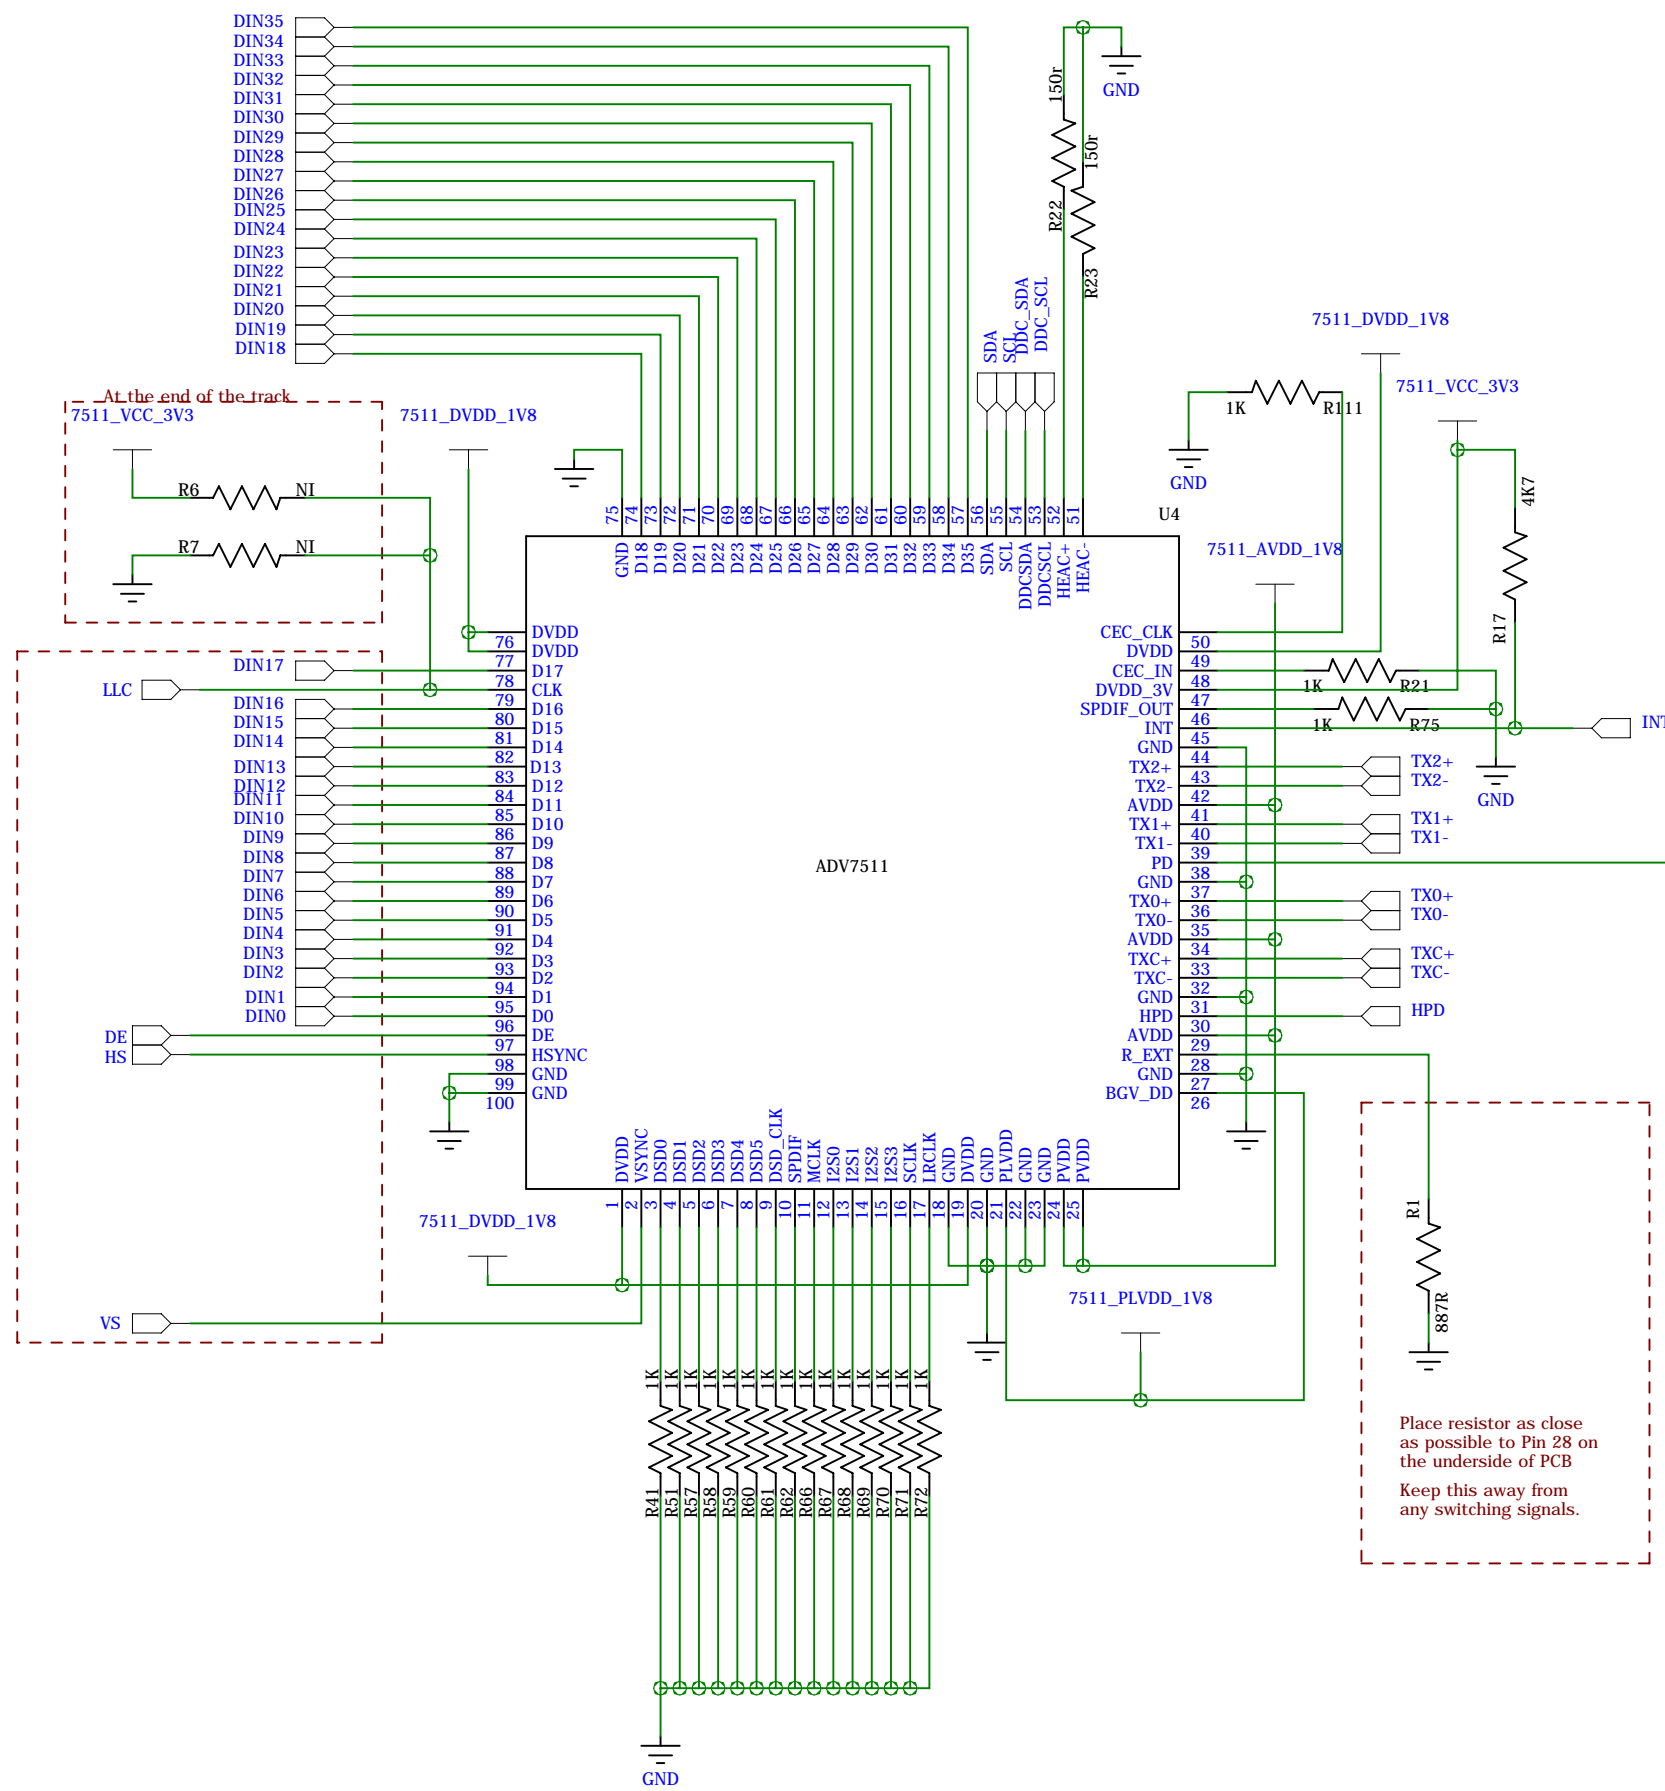 DIN35
DIN34
DIN33
DIN32
DIN31
DIN30
DIN29
DIN28
DIN27
DIN26
DIN25
DIN24
DIN23
DIN22
DIN21
DIN20
DIN19
DIN18
150r
R22
150r
R23
GND
SDA
SCL
DDC_SDA
DDC_SCL
7511_DVDD_1V8
7511_VCC_3V3
1K
R111
GND
4K7
R17
At the end of the track
7511_VCC_3V3
R6
NI
R7
NI
7511_DVDD_1V8
U4
7511_AVDD_1V8
75 74 73 72 71 70 69 68 67 66 65 64 63 62 61 60 59 58 57 56 55 54 53 52 51
GND D18 D19 D20 D21 D22 D23 D24 D25 D26 D27 D28 D29 D30 D31 D32 D33 D34 D35 SDA SCL DDCSDA DDCSCL HEAC+ HEAC-
DIN17
LLC
DIN16
DIN15
DIN14
DIN13
DIN12
DIN11
DIN10
DIN9
DIN8
DIN7
DIN6
DIN5
DIN4
DIN3
DIN2
DIN1
DIN0
DE
HS
VS
76 DVDD
77 DVDD
78 D17
79 CLK
80 D16
81 D15
82 D14
83 D13
84 D12
85 D11
86 D10
87 D9
88 D8
89 D7
90 D6
91 D5
92 D4
93 D3
94 D2
95 D1
96 D0
97 DE
98 HSYNC
99 GND
100 GND
ADV7511
CEC_CLK 50
DVDD 49
CEC_IN 48
DVDD_3V 47
SPDIF_OUT 46
INT 45
GND 44
TX2+ 43
TX2- 42
AVDD 41
TX1+ 40
TX1- 39
PD 38
GND 37
TX0+ 36
TX0- 35
AVDD 34
TXC+ 33
TXC- 32
GND 31
HPD 30
AVDD 29
R_EXT 28
GND 27
BGV_DD 26
1K
R21
1K
R75
INT
GND
TX2+
TX2-
TX1+
TX1-
TX0+
TX0-
TXC+
TXC-
HPD
DVDD VSYNC DSD0 DSD1 DSD2 DSD3 DSD4 DSD5 DSD_CLK SPDIF MCLK I2S0 I2S1 I2S2 I2S3 SCLK LRCLK GND DVDD GND PLVDD GND GND PVDD PVDD
1 2 3 4 5 6 7 8 9 10 11 12 13 14 15 16 17 18 19 20 21 22 23 24 25
7511_DVDD_1V8
7511_PLVDD_1V8
R1
887R
1K 1K 1K 1K 1K 1K 1K 1K 1K 1K 1K 1K 1K 1K 1K
R41 R51 R57 R58 R59 R60 R61 R62 R66 R67 R68 R69 R70 R71 R72
Place resistor as close
as possible to Pin 28 on
the underside of PCB
Keep this away from
any switching signals.
GND